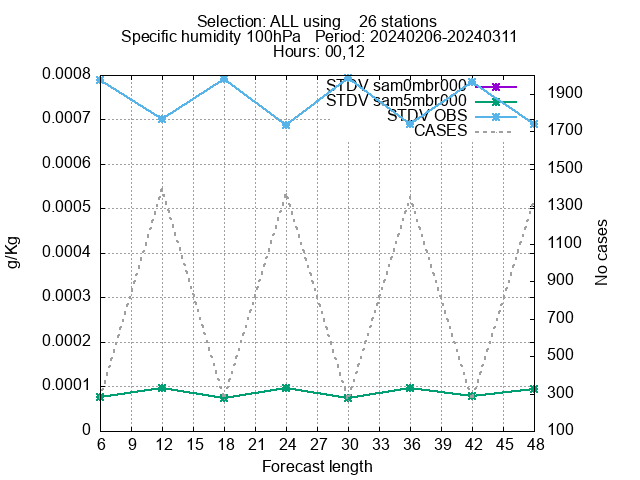 Selection: ALL using    26 stations
Specific humidity 100hPa   Period: 20240206-20240311
Hours: 00,12
STDV sam0mbr000
STDV sam5mbr000
STDV OBS
CASES
0.0008
0.0007
0.0006
0.0005
0.0004
0.0003
0.0002
0.0001
0
g/Kg
1900
1700
1500
1300
1100
900
700
500
300
100
No cases
6 9 12 15 18 21 24 27 30 33 36 39 42 45 48
Forecast length